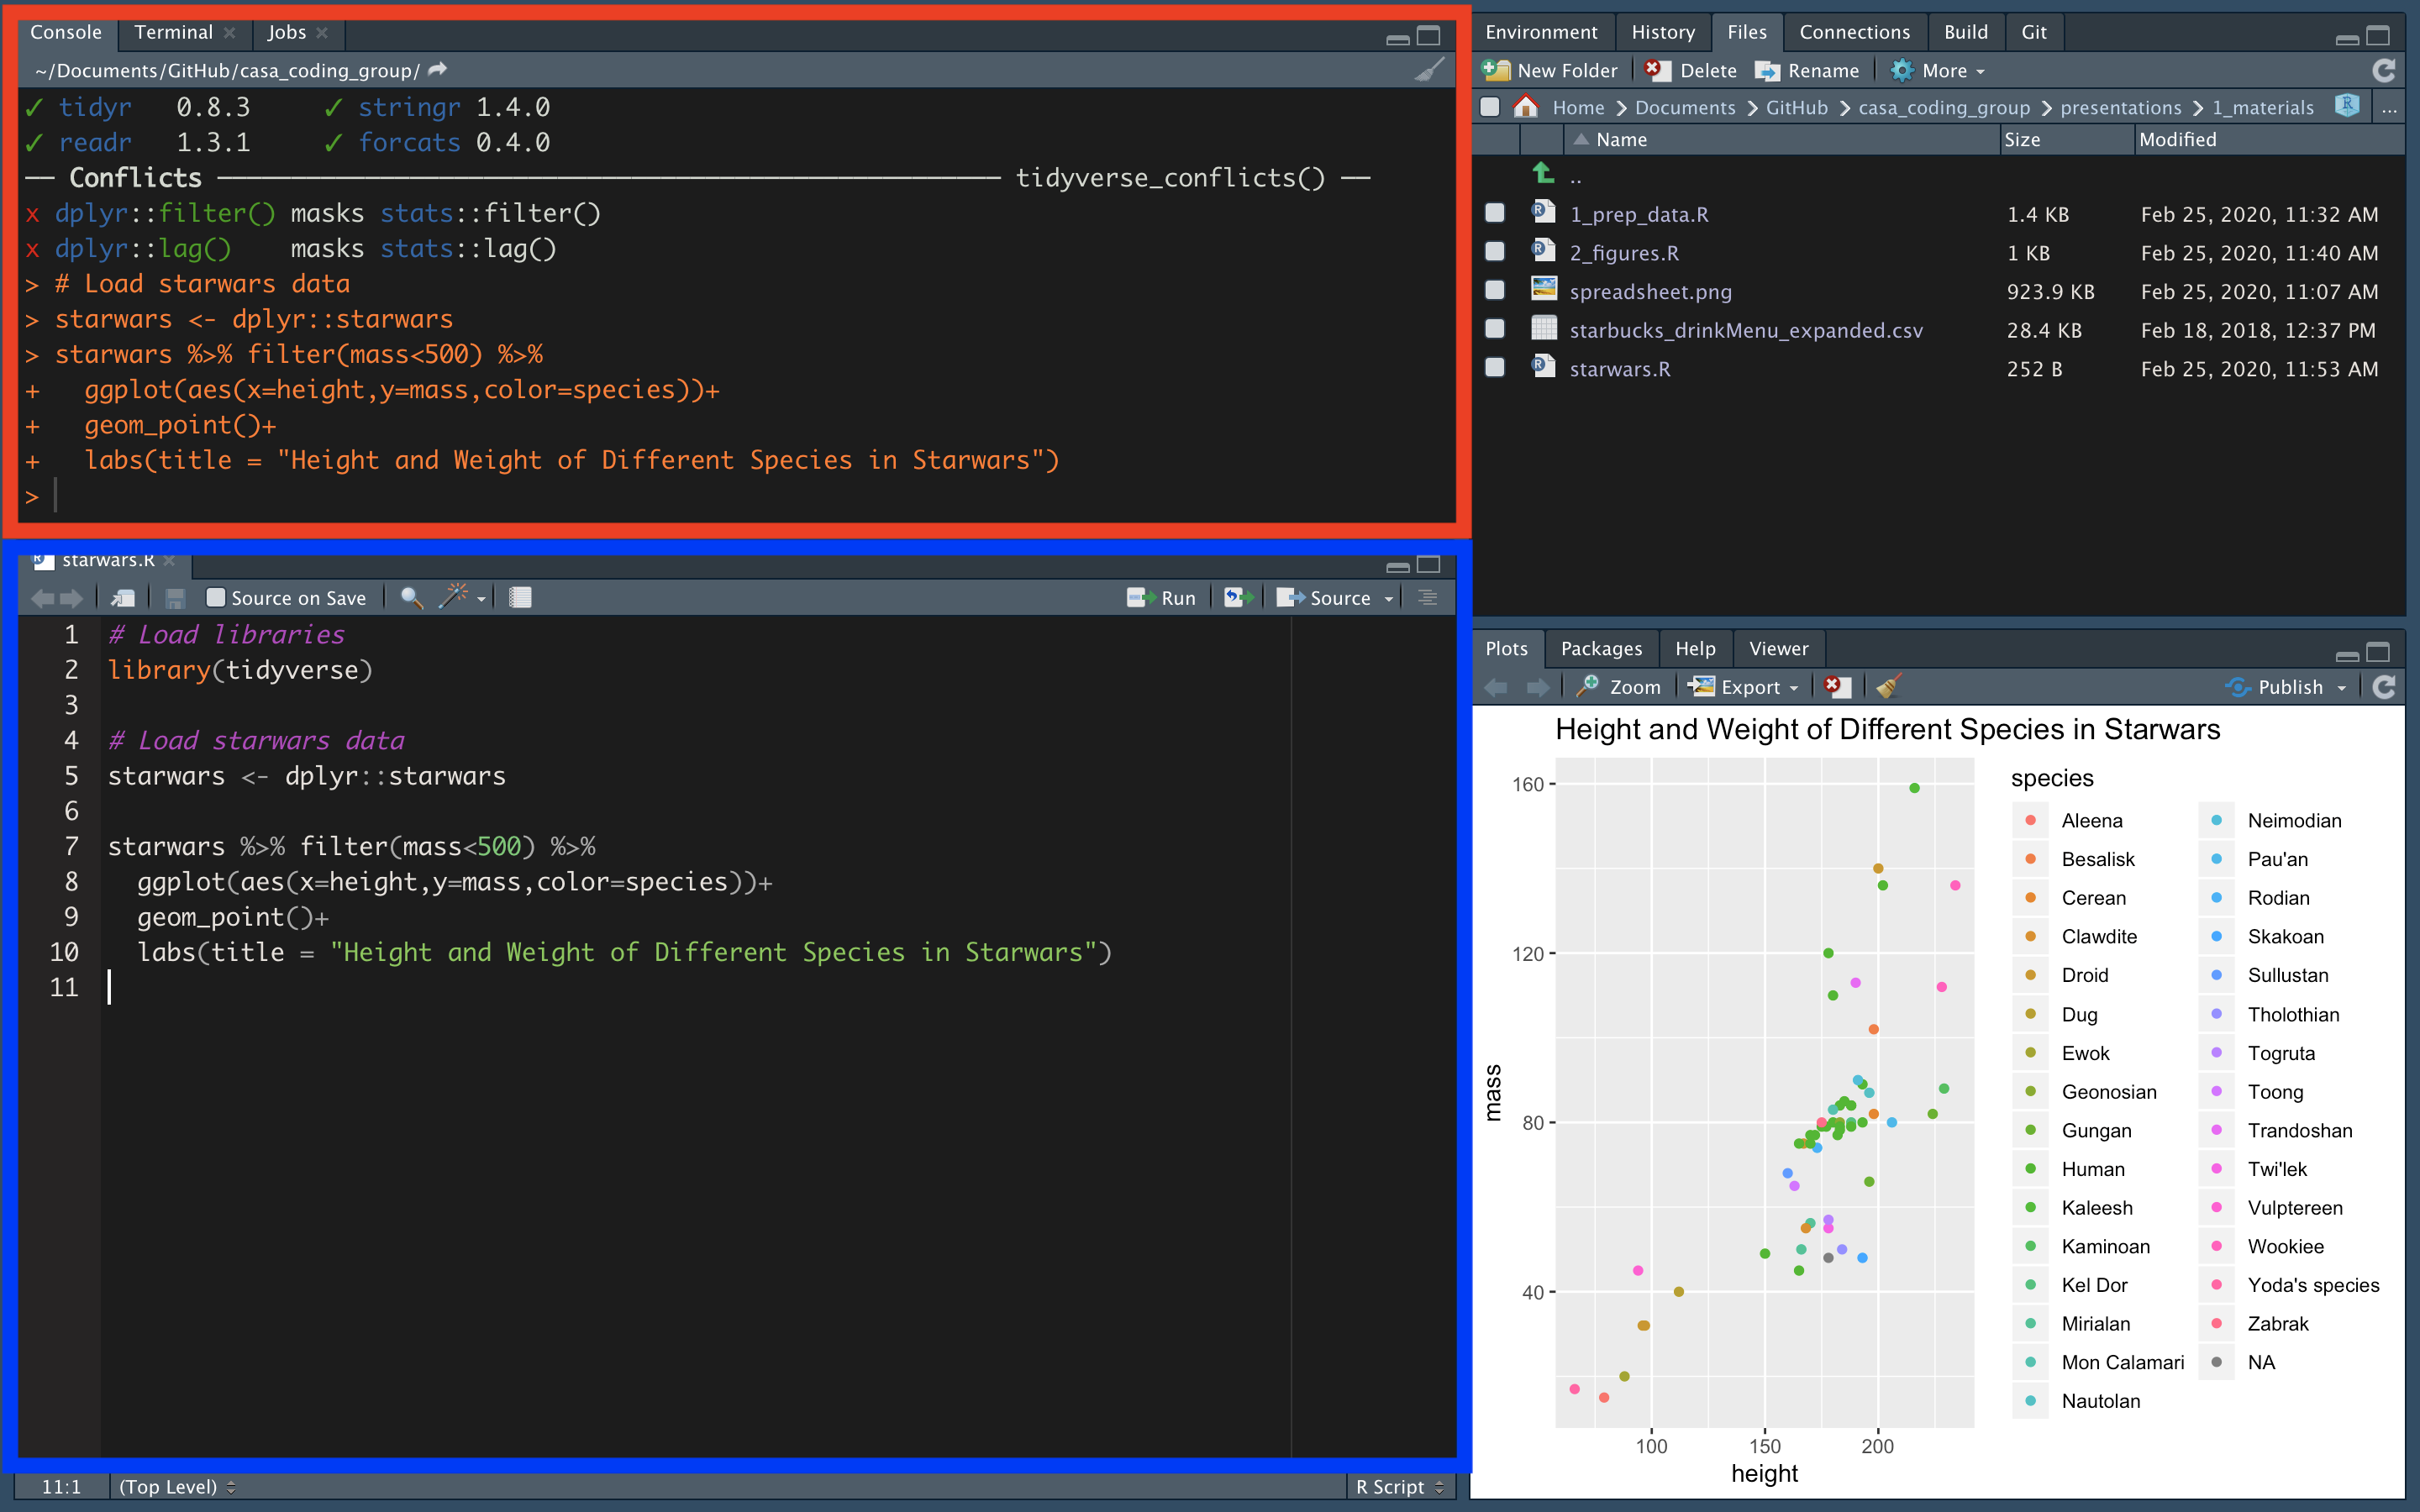 Console Terminal Jobs
~/Documents/GitHub/casa_coding_group/
✓ tidyr 0.8.3 ✓ stringr 1.4.0
✓ readr 1.3.1 ✓ forcats 0.4.0
── Conflicts ── tidyverse_conflicts() ──
x dplyr::filter() masks stats::filter()
x dplyr::lag() masks stats::lag()
> # Load starwars data
> starwars <- dplyr::starwars
> starwars %>% filter(mass<500) %>%
+ ggplot(aes(x=height,y=mass,color=species))+
+ geom_point()+
+ labs(title = "Height and Weight of Different Species in Starwars")
>
starwars.R
Source on Save Run Source
1 # Load libraries
2 library(tidyverse)
3
4 # Load starwars data
5 starwars <- dplyr::starwars
6
7 starwars %>% filter(mass<500) %>%
8 ggplot(aes(x=height,y=mass,color=species))+
9 geom_point()+
10 labs(title = "Height and Weight of Different Species in Starwars")
11
11:1 (Top Level) R Script
Environment History Files Connections Build Git
New Folder Delete Rename More
Home Documents GitHub casa_coding_group presentations 1_materials ...
Name Size Modified
..
1_prep_data.R 1.4 KB Feb 25, 2020, 11:32 AM
2_figures.R 1 KB Feb 25, 2020, 11:40 AM
spreadsheet.png 923.9 KB Feb 25, 2020, 11:07 AM
starbucks_drinkMenu_expanded.csv 28.4 KB Feb 18, 2018, 12:37 PM
starwars.R 252 B Feb 25, 2020, 11:53 AM
Plots Packages Help Viewer
Zoom Export Publish
Height and Weight of Different Species in Starwars
160
120
80
40
mass
100 150 200
height
species
Aleena
Besalisk
Cerean
Clawdite
Droid
Dug
Ewok
Geonosian
Gungan
Human
Kaleesh
Kaminoan
Kel Dor
Mirialan
Mon Calamari
Nautolan
Neimodian
Pau'an
Rodian
Skakoan
Sullustan
Tholothian
Togruta
Toong
Trandoshan
Twi'lek
Vulptereen
Wookiee
Yoda's species
Zabrak
NA